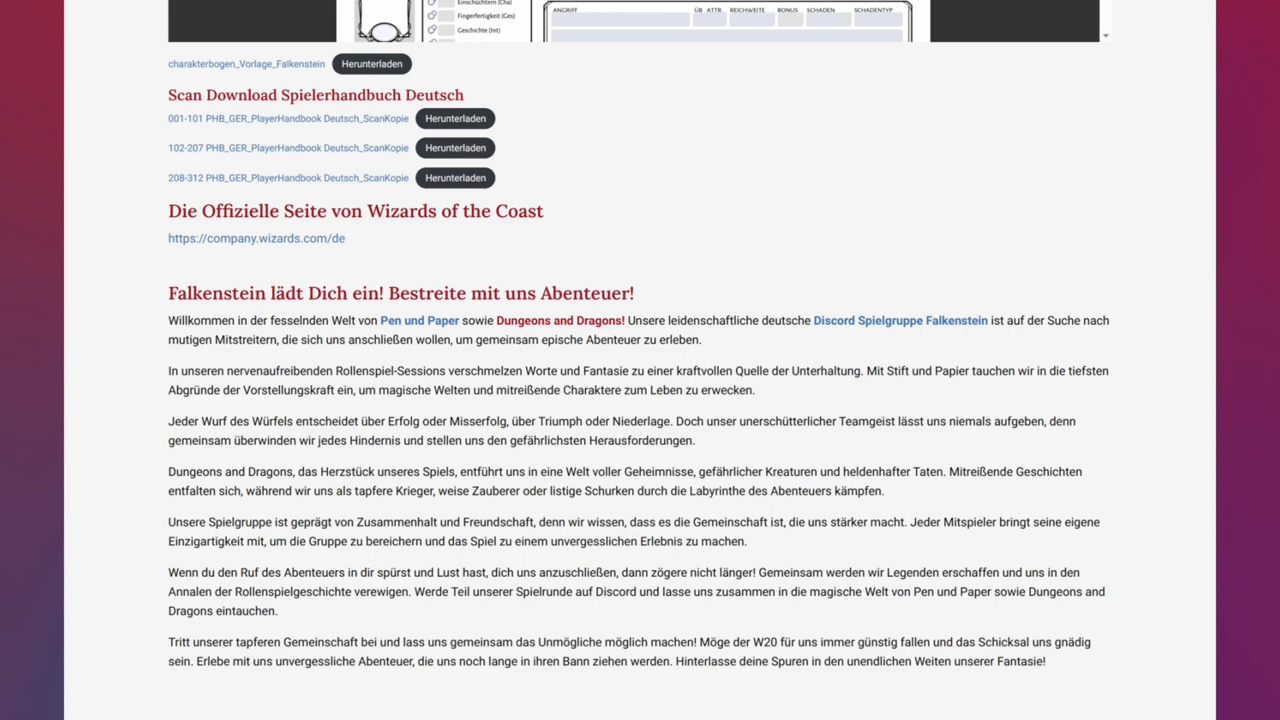 Einschüchtern (Cha)
Fingerfertigkeit (Ges)
Geschichte (Int)
ANGRIFF ÜB ATTR. REICHWEITE BONUS SCHADEN SCHADENTYP
charakterbogen_Vorlage_Falkenstein Herunterladen
Scan Download Spielerhandbuch Deutsch
001-101 PHB_GER_PlayerHandbook Deutsch_ScanKopie Herunterladen
102-207 PHB_GER_PlayerHandbook Deutsch_ScanKopie Herunterladen
208-312 PHB_GER_PlayerHandbook Deutsch_ScanKopie Herunterladen
Die Offizielle Seite von Wizards of the Coast
https://company.wizards.com/de
Falkenstein lädt Dich ein! Bestreite mit uns Abenteuer!
Willkommen in der fesselnden Welt von Pen und Paper sowie Dungeons and Dragons! Unsere leidenschaftliche deutsche Discord Spielgruppe Falkenstein ist auf der Suche nach
mutigen Mitstreitern, die sich uns anschließen wollen, um gemeinsam epische Abenteuer zu erleben.
In unseren nervenaufreibenden Rollenspiel-Sessions verschmelzen Worte und Fantasie zu einer kraftvollen Quelle der Unterhaltung. Mit Stift und Papier tauchen wir in die tiefsten
Abgründe der Vorstellungskraft ein, um magische Welten und mitreißende Charaktere zum Leben zu erwecken.
Jeder Wurf des Würfels entscheidet über Erfolg oder Misserfolg, über Triumph oder Niederlage. Doch unser unerschütterlicher Teamgeist lässt uns niemals aufgeben, denn
gemeinsam überwinden wir jedes Hindernis und stellen uns den gefährlichsten Herausforderungen.
Dungeons and Dragons, das Herzstück unseres Spiels, entführt uns in eine Welt voller Geheimnisse, gefährlicher Kreaturen und heldenhafter Taten. Mitreißende Geschichten
entfalten sich, während wir uns als tapfere Krieger, weise Zauberer oder listige Schurken durch die Labyrinthe des Abenteuers kämpfen.
Unsere Spielgruppe ist geprägt von Zusammenhalt und Freundschaft, denn wir wissen, dass es die Gemeinschaft ist, die uns stärker macht. Jeder Mitspieler bringt seine eigene
Einzigartigkeit mit, um die Gruppe zu bereichern und das Spiel zu einem unvergesslichen Erlebnis zu machen.
Wenn du den Ruf des Abenteuers in dir spürst und Lust hast, dich uns anzuschließen, dann zögere nicht länger! Gemeinsam werden wir Legenden erschaffen und uns in den
Annalen der Rollenspielgeschichte verewigen. Werde Teil unserer Spielrunde auf Discord und lasse uns zusammen in die magische Welt von Pen und Paper sowie Dungeons and
Dragons eintauchen.
Tritt unserer tapferen Gemeinschaft bei und lass uns gemeinsam das Unmögliche möglich machen! Möge der W20 für uns immer günstig fallen und das Schicksal uns gnädig
sein. Erlebe mit uns unvergessliche Abenteuer, die uns noch lange in ihren Bann ziehen werden. Hinterlasse deine Spuren in den unendlichen Weiten unserer Fantasie!